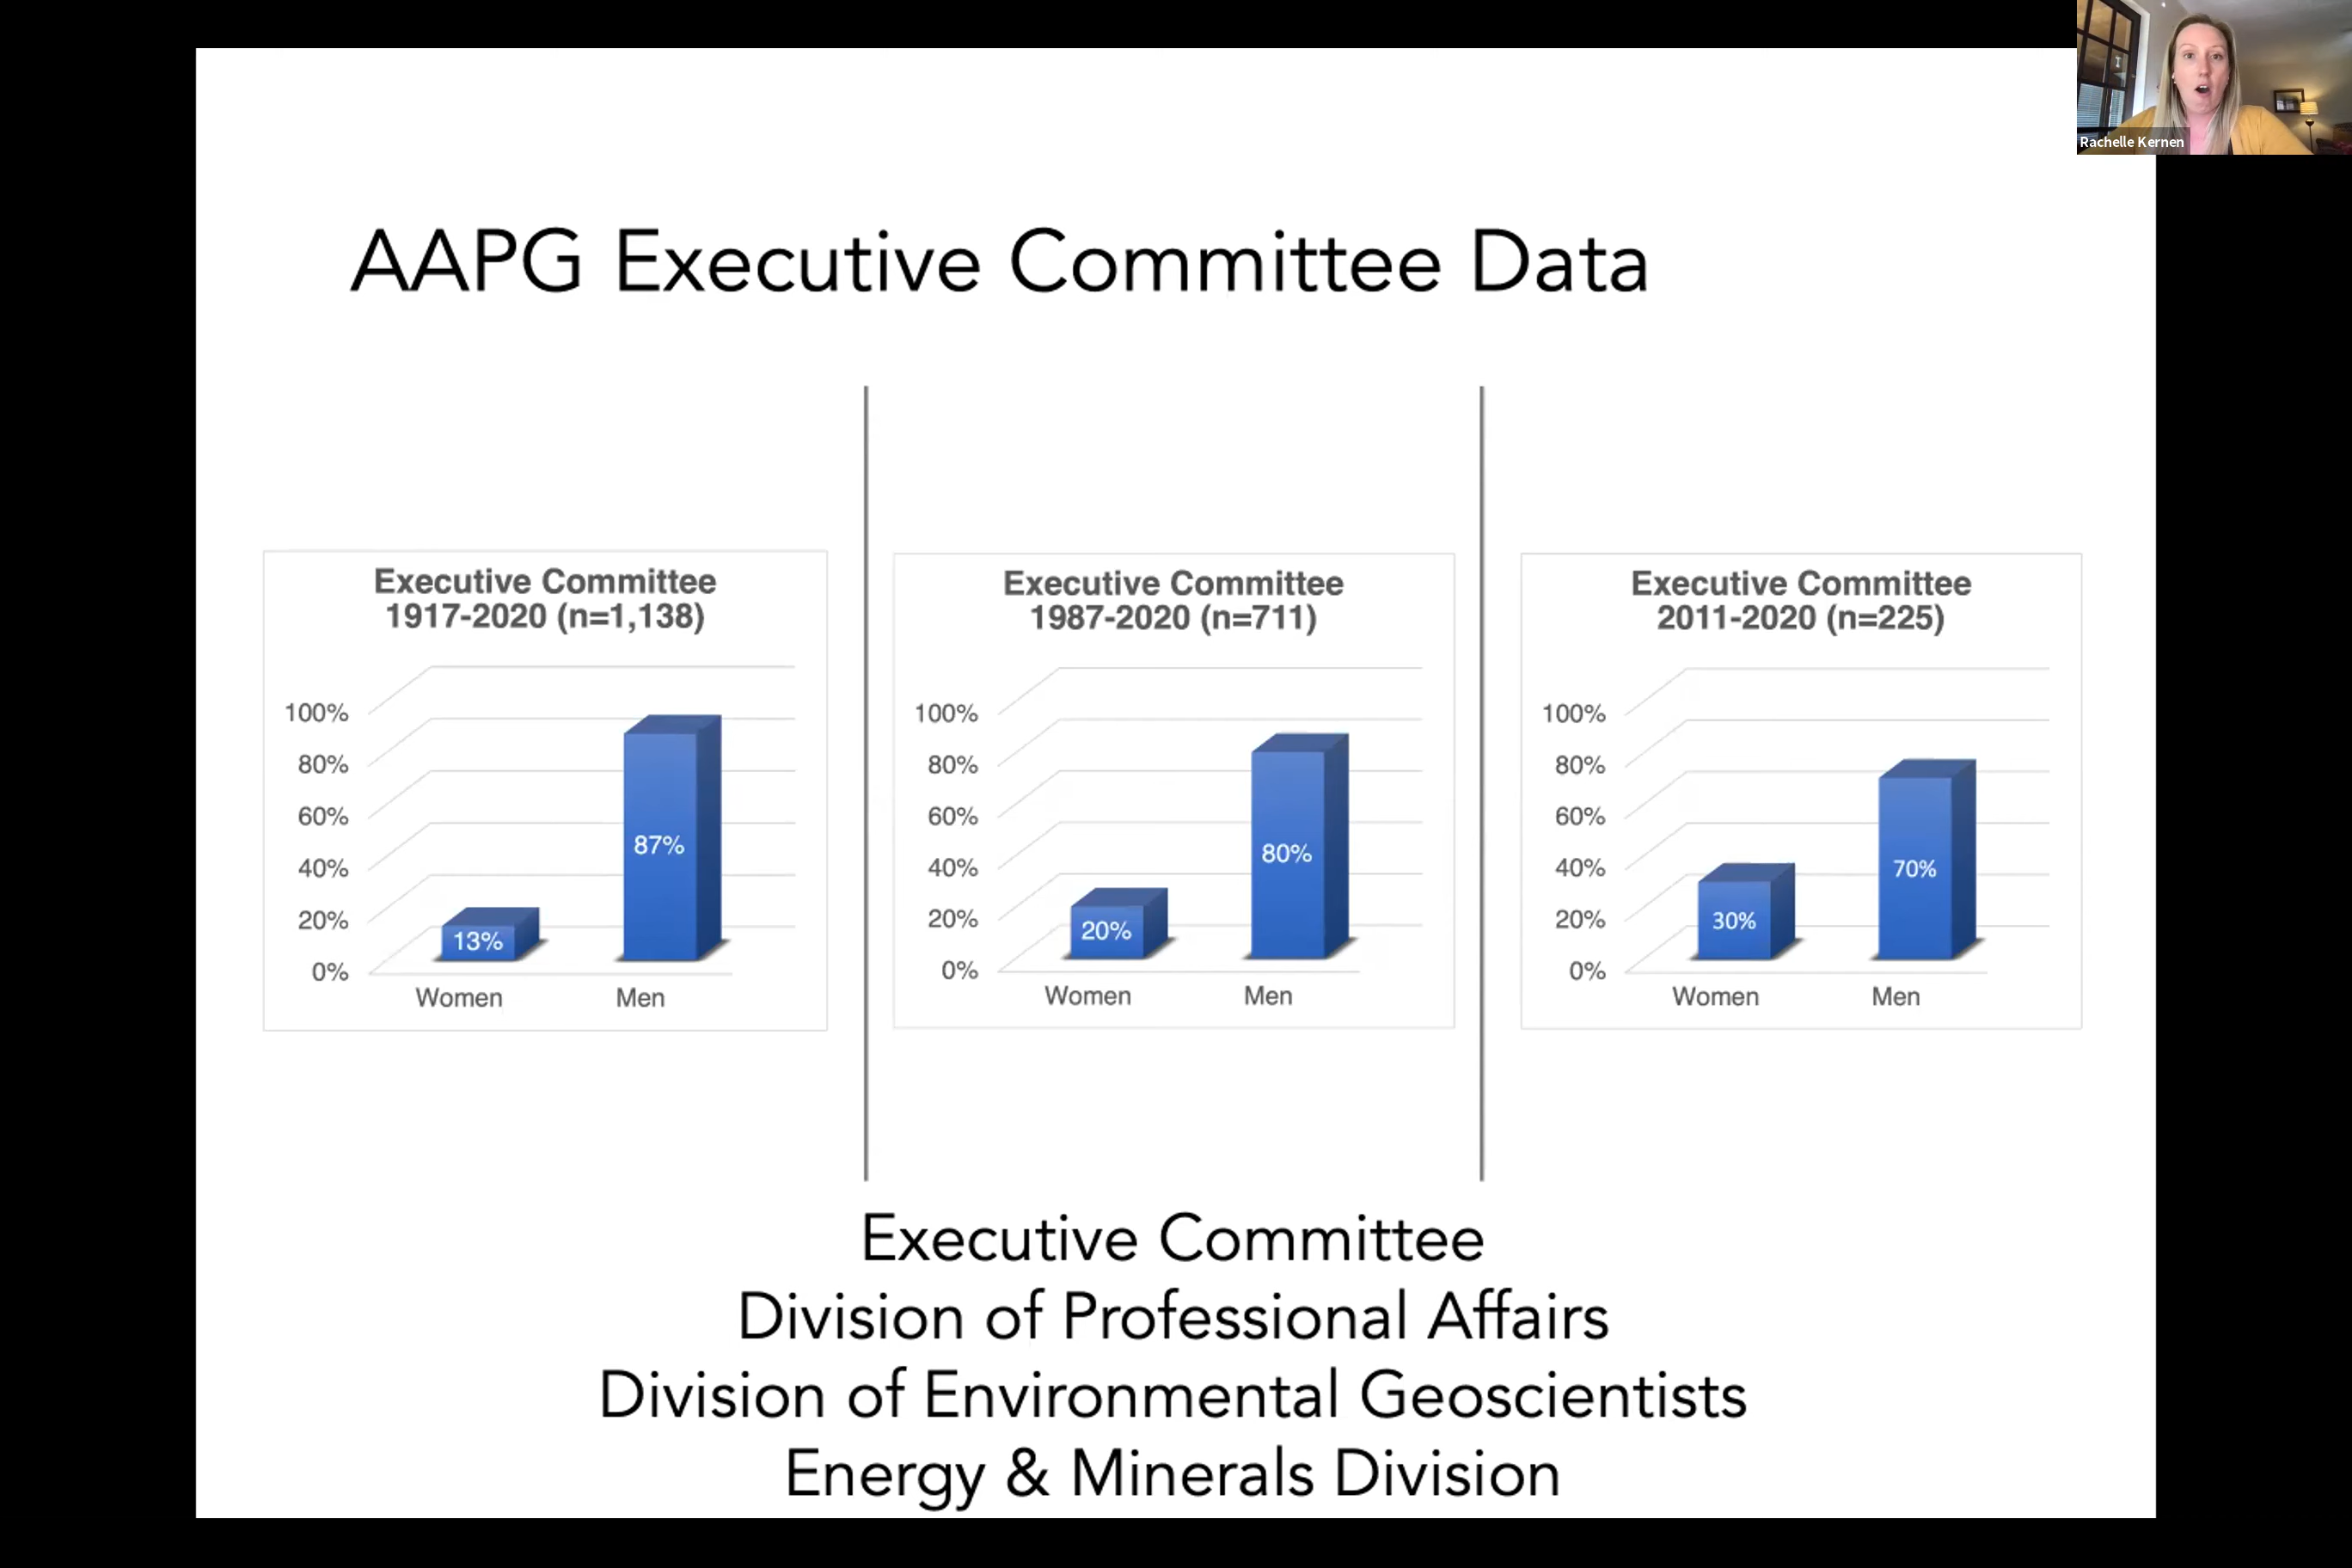 Rachelle Kernen
AAPG Executive Committee Data
Executive Committee
1917-2020 (n=1,138)
100%
80%
60%
40%
20%
0%
13%
87%
Women
Men
Executive Committee
1987-2020 (n=711)
100%
80%
60%
40%
20%
0%
20%
80%
Women
Men
Executive Committee
2011-2020 (n=225)
100%
80%
60%
40%
20%
0%
30%
70%
Women
Men
Executive Committee
Division of Professional Affairs
Division of Environmental Geoscientists
Energy & Minerals Division